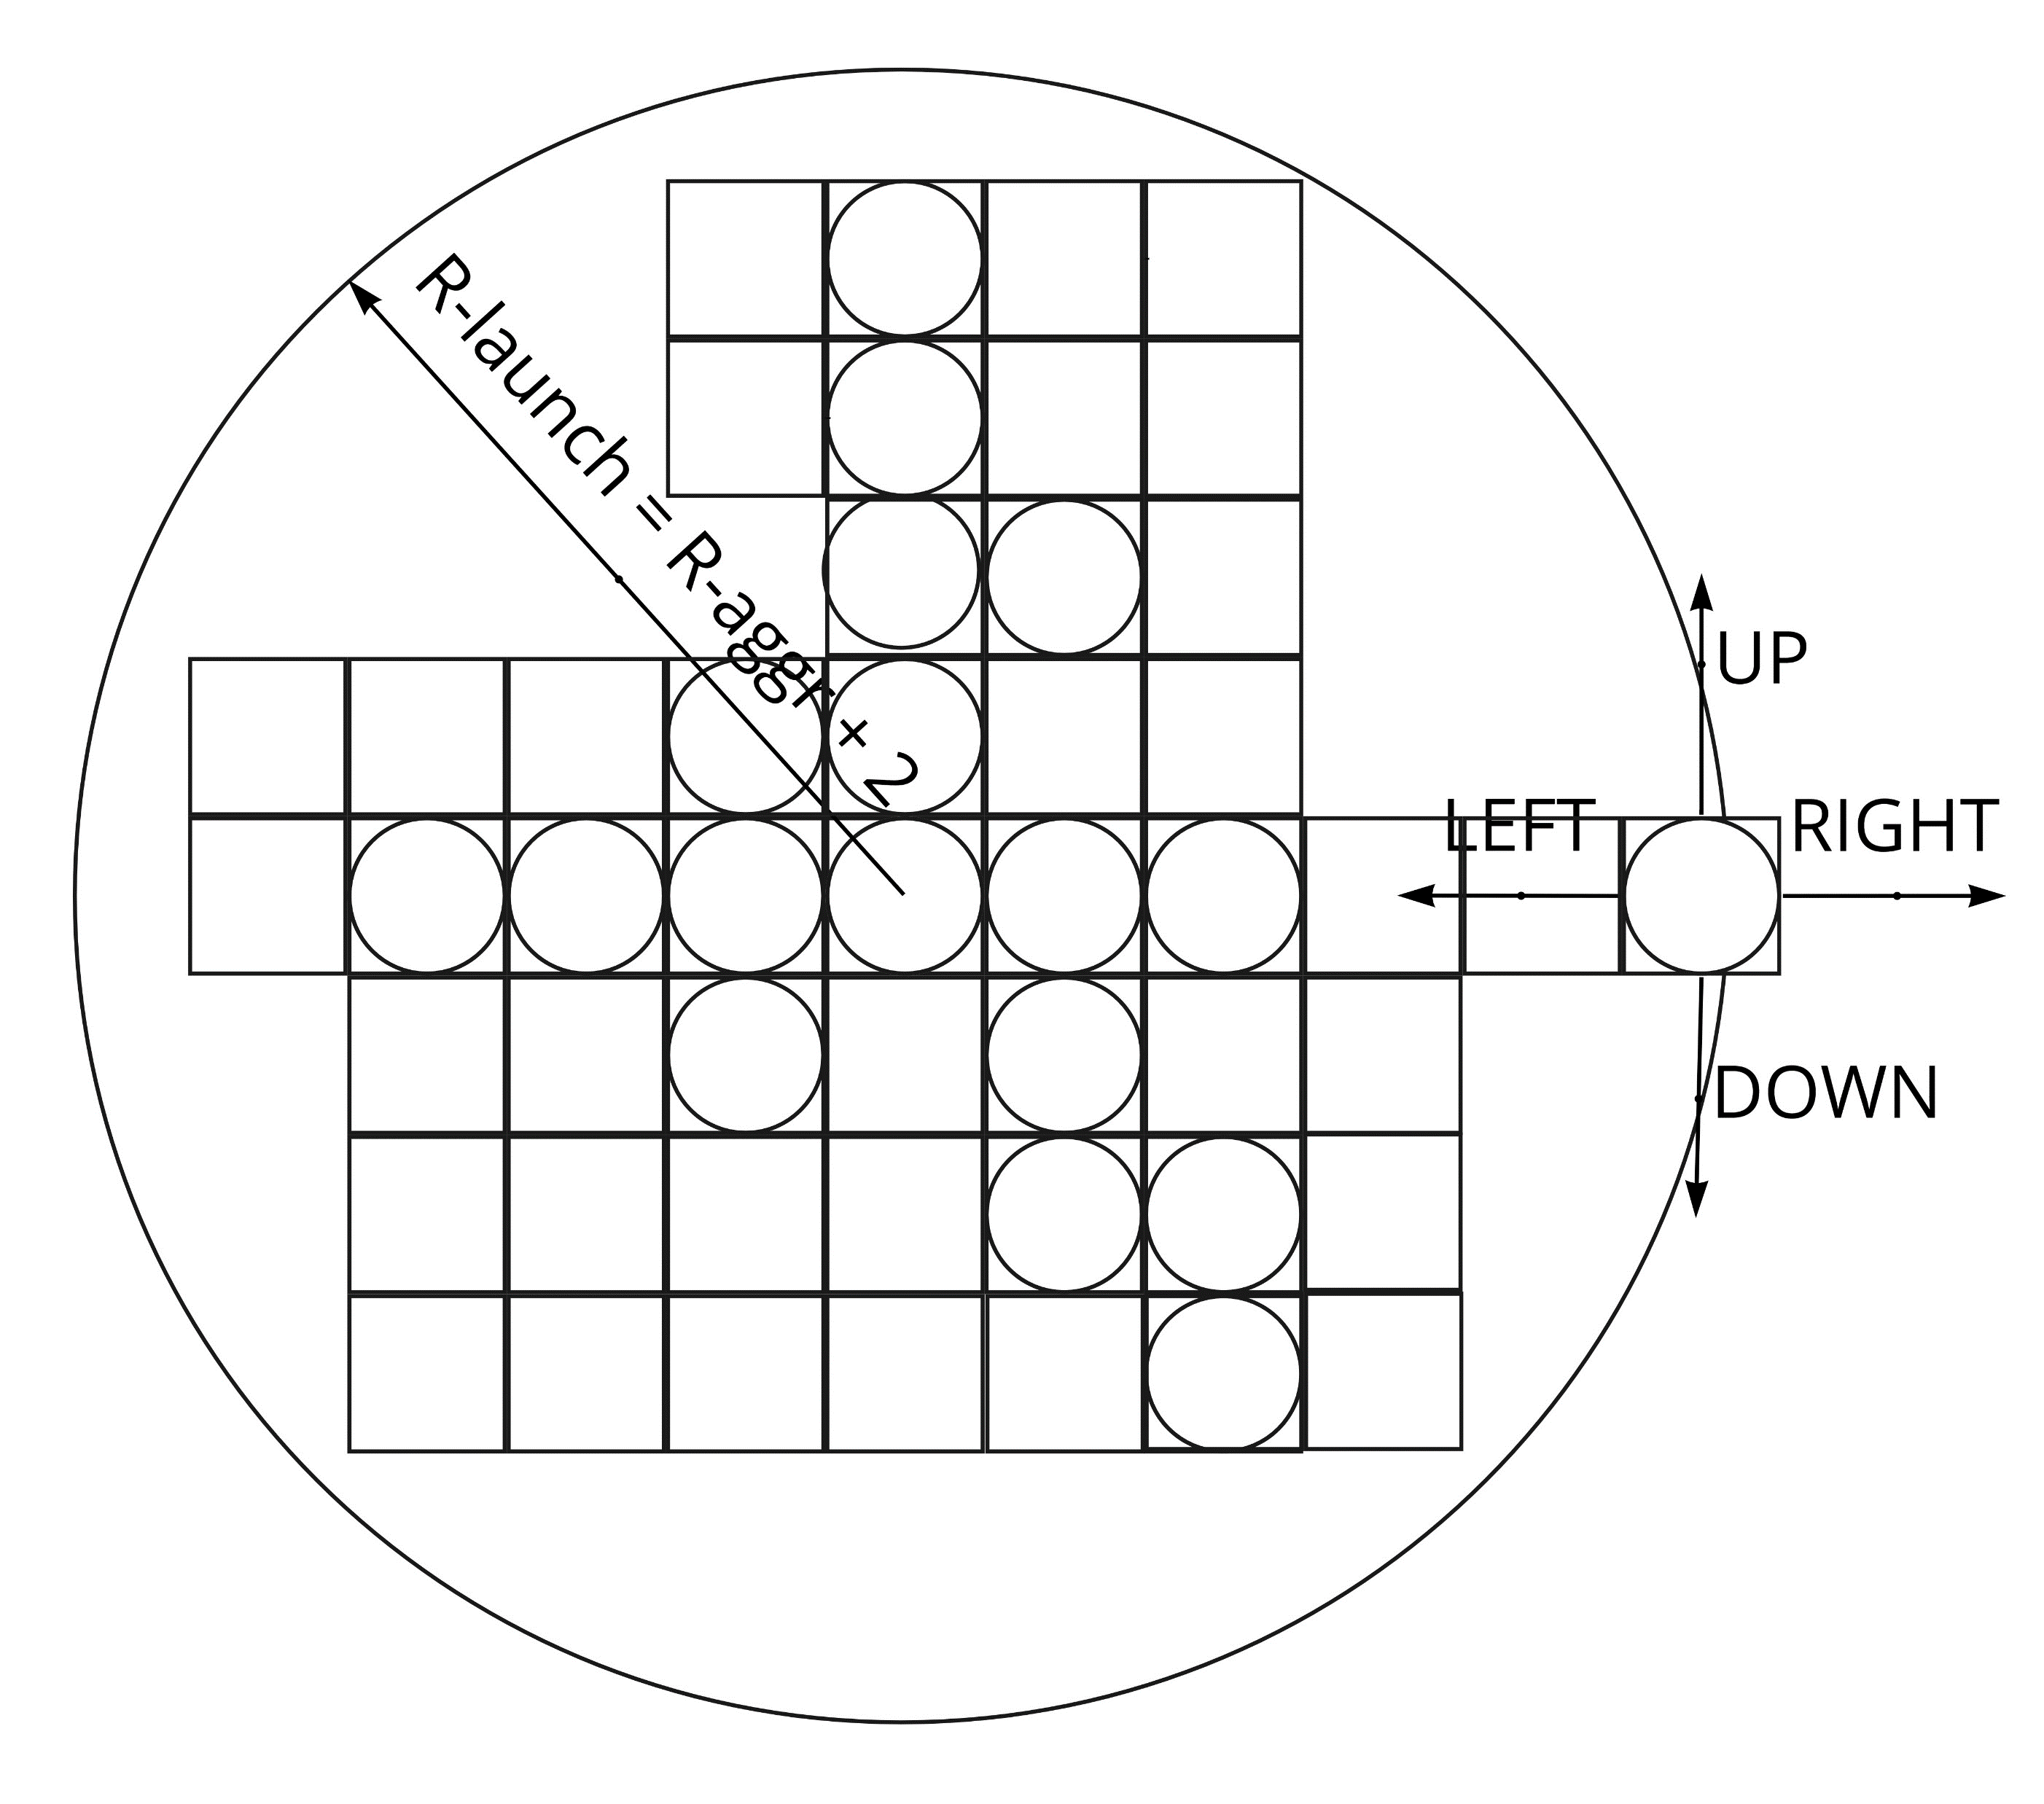 R-launch = R-aggr + 2
UP
LEFT
RIGHT
DOWN